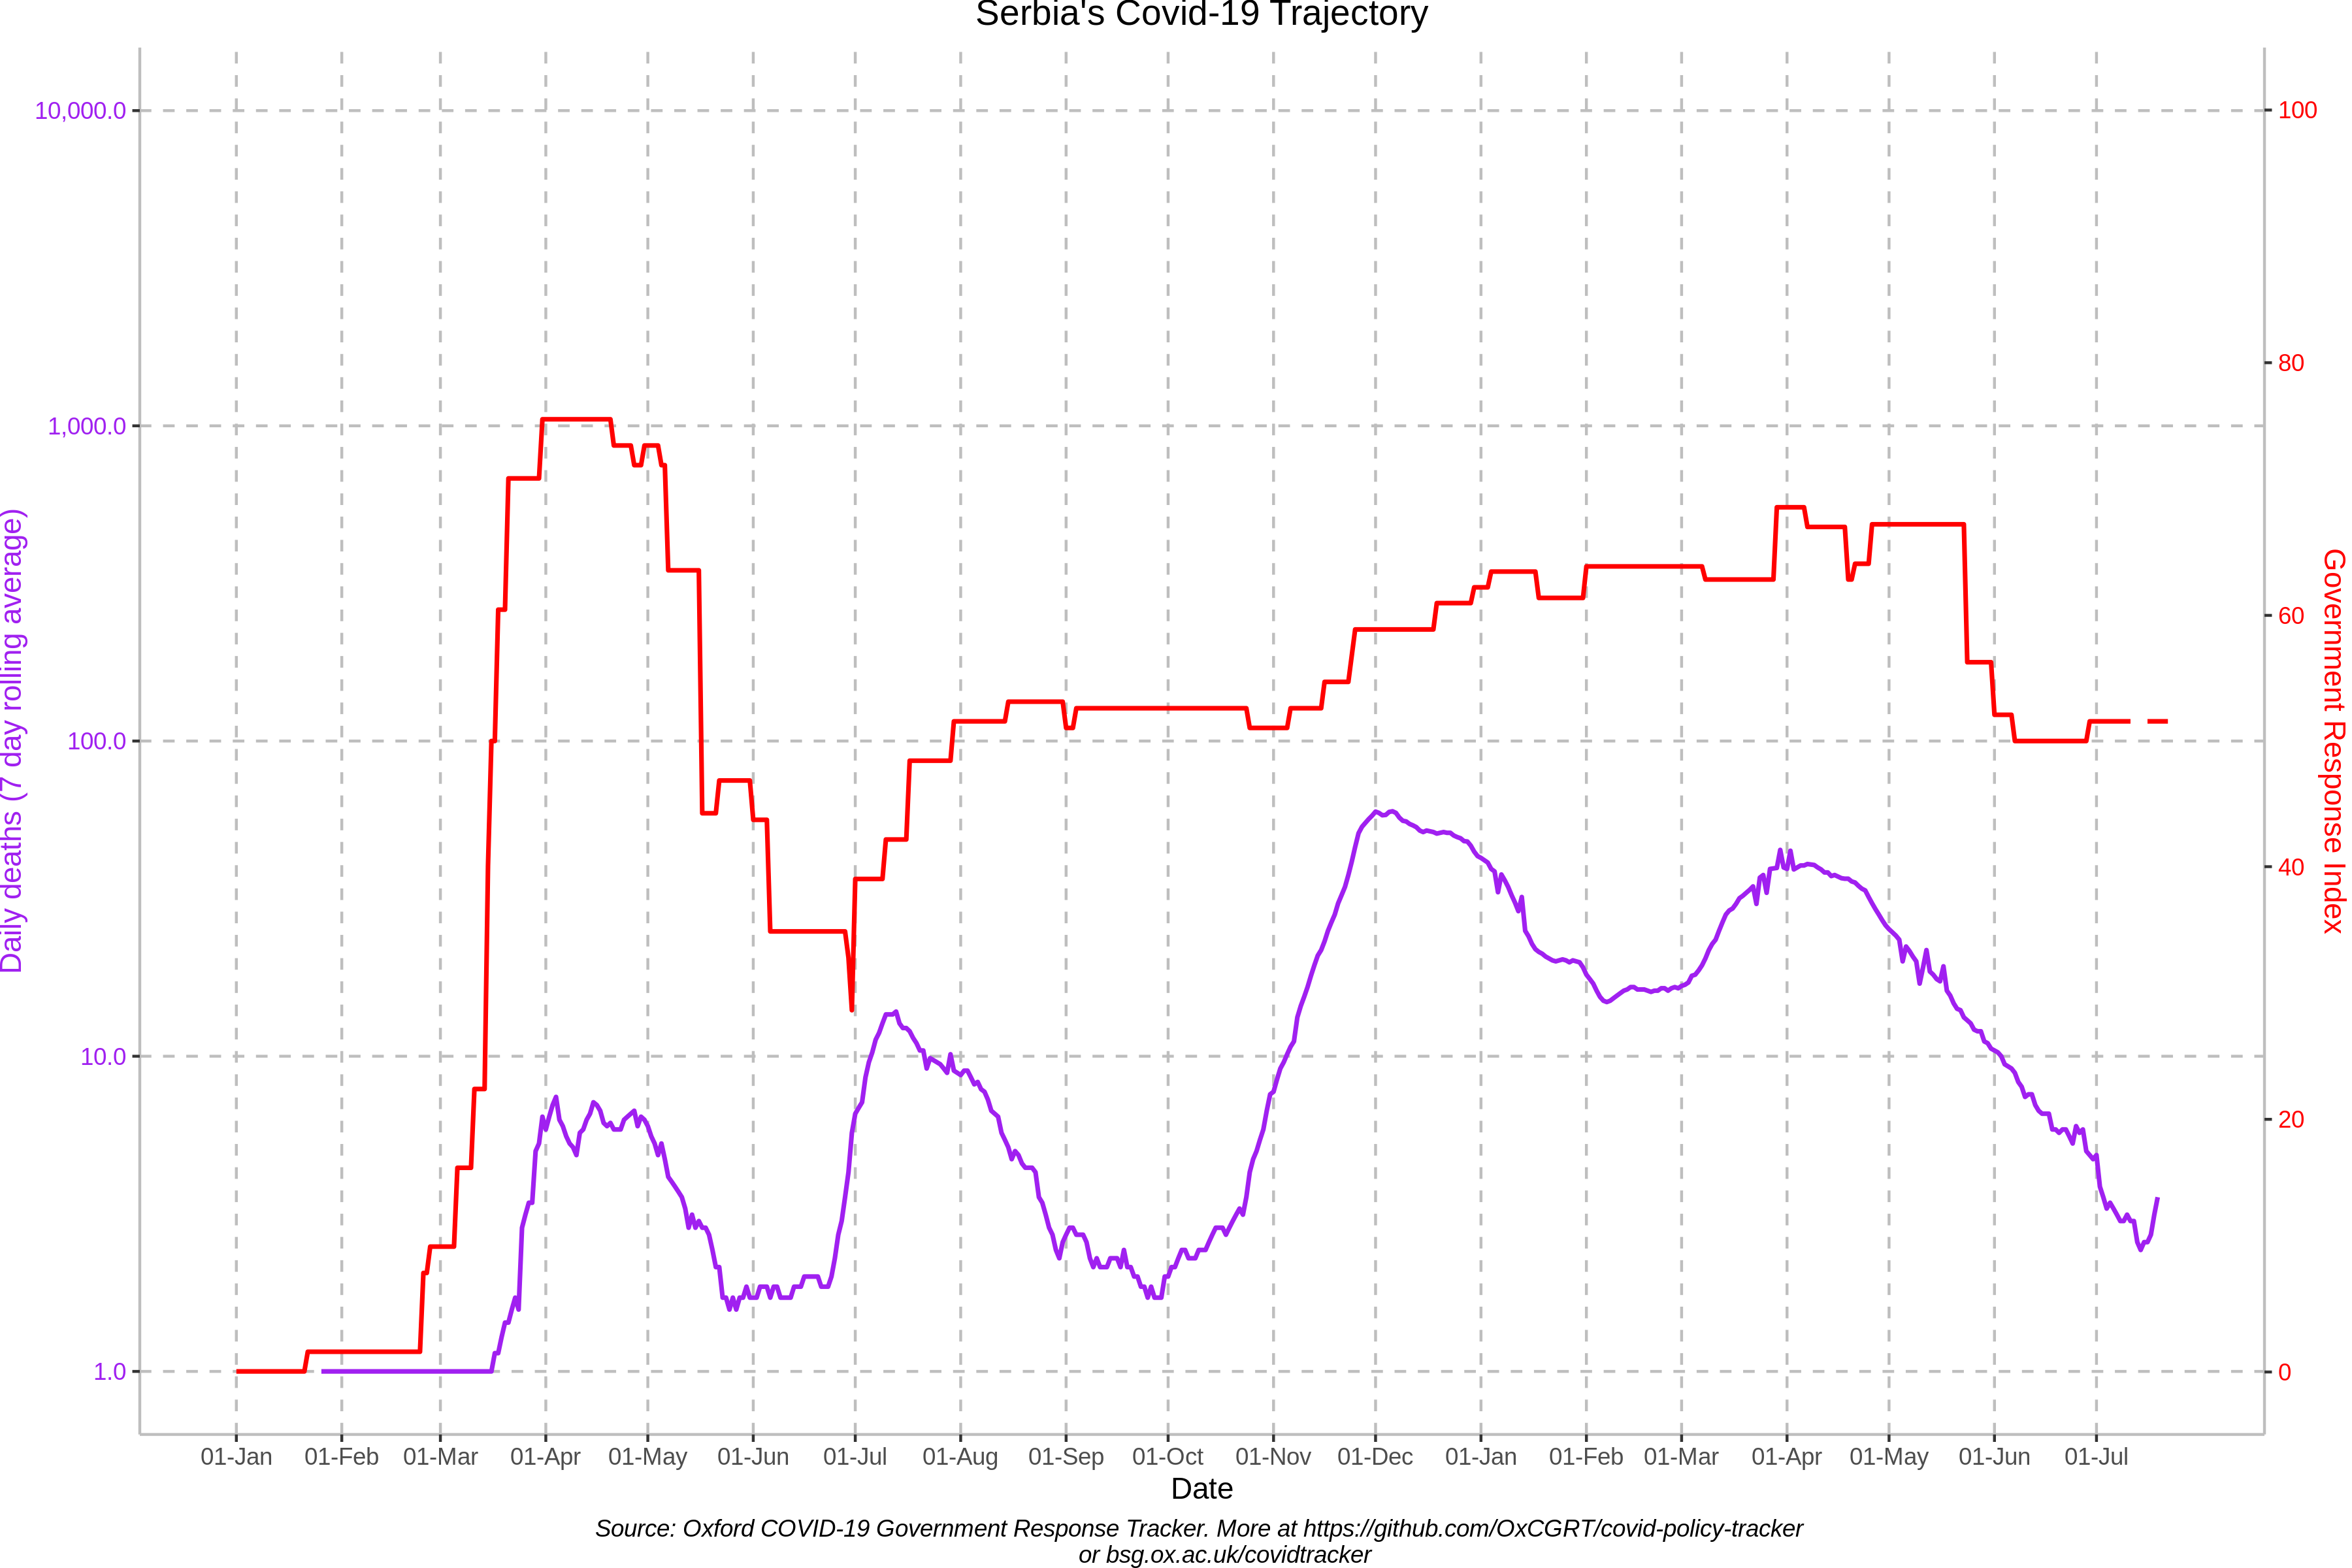 Serbia's Covid-19 Trajectory
10,000.0
1,000.0
100.0
10.0
1.0
Daily deaths (7 day rolling average)
100
80
60
40
20
0
Government Response Index
01-Jan 01-Feb 01-Mar 01-Apr 01-May 01-Jun 01-Jul 01-Aug 01-Sep 01-Oct 01-Nov 01-Dec 01-Jan 01-Feb 01-Mar 01-Apr 01-May 01-Jun 01-Jul
Date
Source: Oxford COVID-19 Government Response Tracker. More at https://github.com/OxCGRT/covid-policy-tracker
or bsg.ox.ac.uk/covidtracker